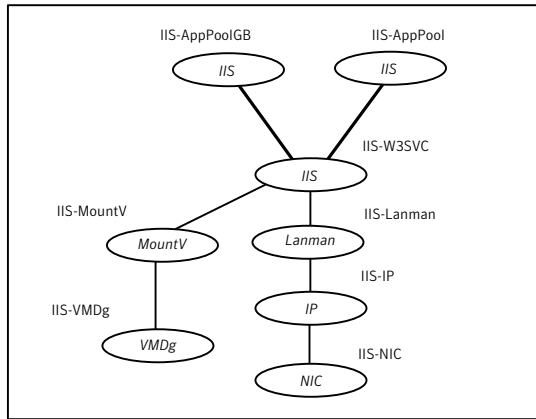 IIS-AppPoolGB
IIS-AppPool
IIS
IIS
IIS-W3SVC
IIS
IIS-MountV
IIS-Lanman
MountV
Lanman
IIS-IP
IIS-VMDg
IP
VMDg
IIS-NIC
NIC